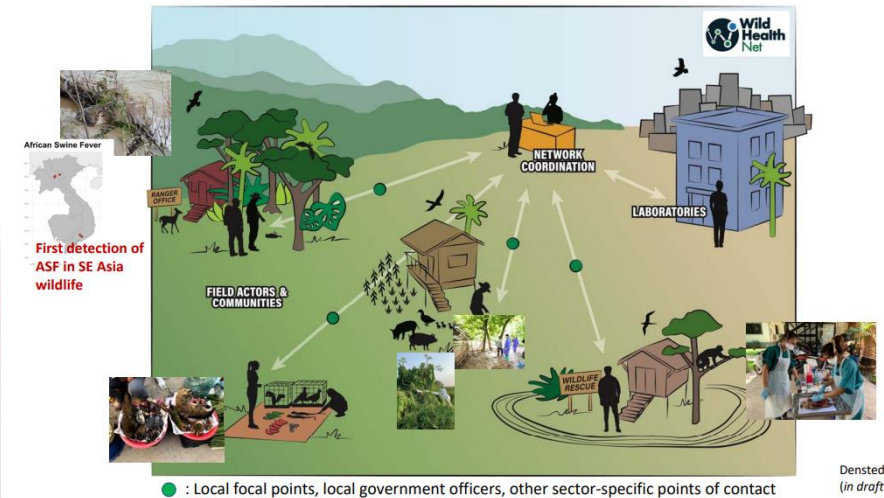 Wild
Health
Net
African Swine Fever
First detection of
ASF in SE Asia
wildlife
RANGER
OFFICE
NETWORK
COORDINATION
LABORATORIES
FIELD ACTORS &
COMMUNITIES
WILDLIFE
RESCUE
: Local focal points, local government officers, other sector-specific points of contact
Densted
(in draft